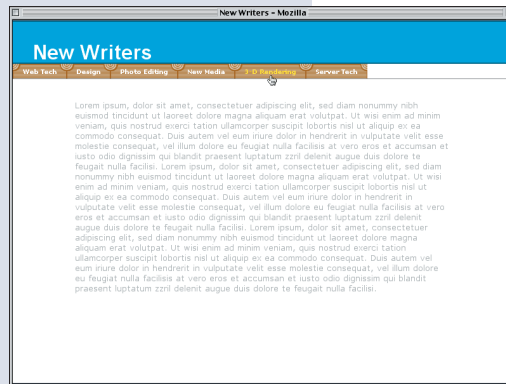 New Writers - Mozilla
New Writers
Web Tech Design Photo Editing New Media 3-D Rendering Server Tech
Lorem ipsum, dolor sit amet, consectetuer adipiscing elit, sed diam nonummy nibh
euismod tincidunt ut laoreet dolore magna aliquam erat volutpat. Ut wisi enim ad minim
veniam, quis nostrud exerci tation ullamcorper suscipit lobortis nisl ut aliquip ex ea
commodo consequat. Duis autem vel eum iriure dolor in hendrerit in vulputate velit esse
molestie consequat, vel illum dolore eu feugiat nulla facilisis at vero eros et accumsan et
iusto odio dignissim qui blandit praesent luptatum zzril delenit augue duis dolore te
feugait nulla facilisi. Lorem ipsum, dolor sit amet, consectetuer adipiscing elit, sed diam
nonummy nibh euismod tincidunt ut laoreet dolore magna aliquam erat volutpat. Ut wisi
enim ad minim veniam, quis nostrud exerci tation ullamcorper suscipit lobortis nisl ut
aliquip ex ea commodo consequat. Duis autem vel eum iriure dolor in hendrerit in
vulputate velit esse molestie consequat, vel illum dolore eu feugiat nulla facilisis at vero
eros et accumsan et iusto odio dignissim qui blandit praesent luptatum zzril delenit
augue duis dolore te feugait nulla facilisi. Lorem ipsum, dolor sit amet, consectetuer
adipiscing elit, sed diam nonummy nibh euismod tincidunt ut laoreet dolore magna
aliquam erat volutpat. Ut wisi enim ad minim veniam, quis nostrud exerci tation
ullamcorper suscipit lobortis nisl ut aliquip ex ea commodo consequat. Duis autem vel
eum iriure dolor in hendrerit in vulputate velit esse molestie consequat, vel illum dolore
eu feugiat nulla facilisis at vero eros et accumsan et iusto odio dignissim qui blandit
praesent luptatum zzril delenit augue duis dolore te feugait nulla facilisi.